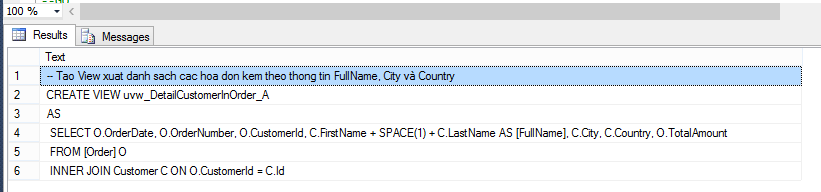 100 %
Results
Messages
Text
1 -- Tao View xuat danh sach cac hoa don kem theo thong tin FullName, City và Country
2 CREATE VIEW uvw_DetailCustomerInOrder_A
3 AS
4 SELECT O.OrderDate, O.OrderNumber, O.CustomerId, C.FirstName + SPACE(1) + C.LastName AS [FullName], C.City, C.Country, O.TotalAmount
5 FROM [Order] O
6 INNER JOIN Customer C ON O.CustomerId = C.Id